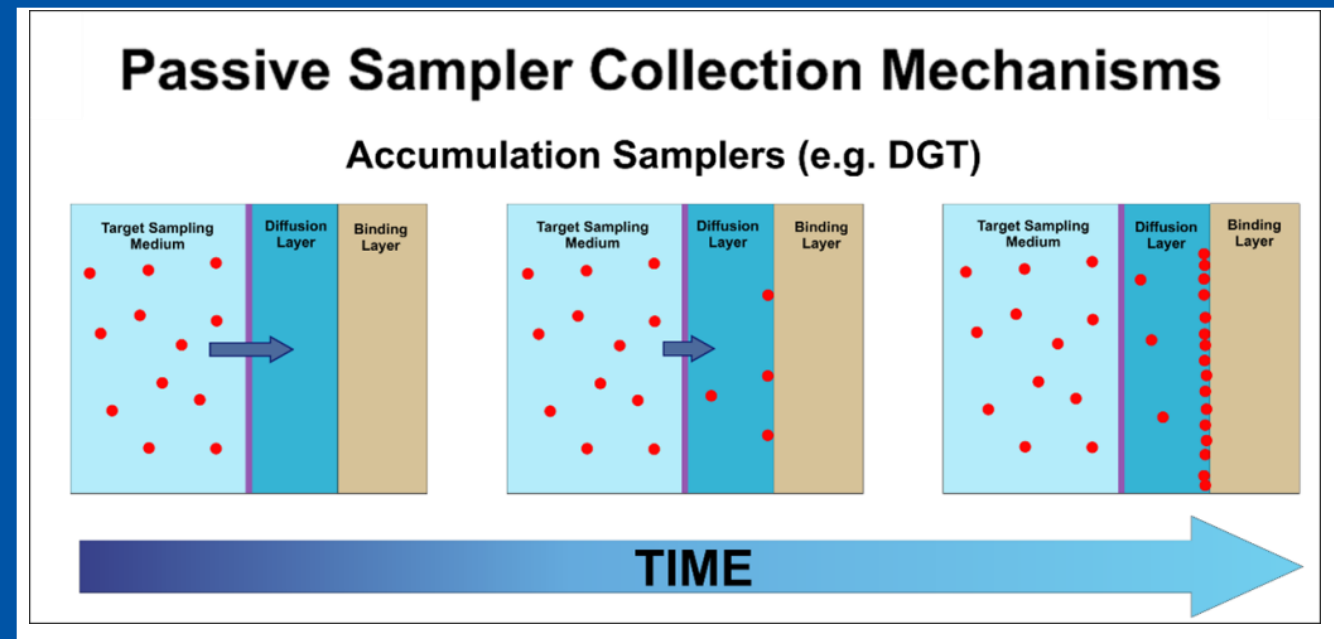 Passive Sampler Collection Mechanisms
Accumulation Samplers (e.g. DGT)
Target Sampling
Medium
Diffusion
Layer
Binding
Layer
Target Sampling
Medium
Diffusion
Layer
Binding
Layer
Target Sampling
Medium
Diffusion
Layer
Binding
Layer
TIME